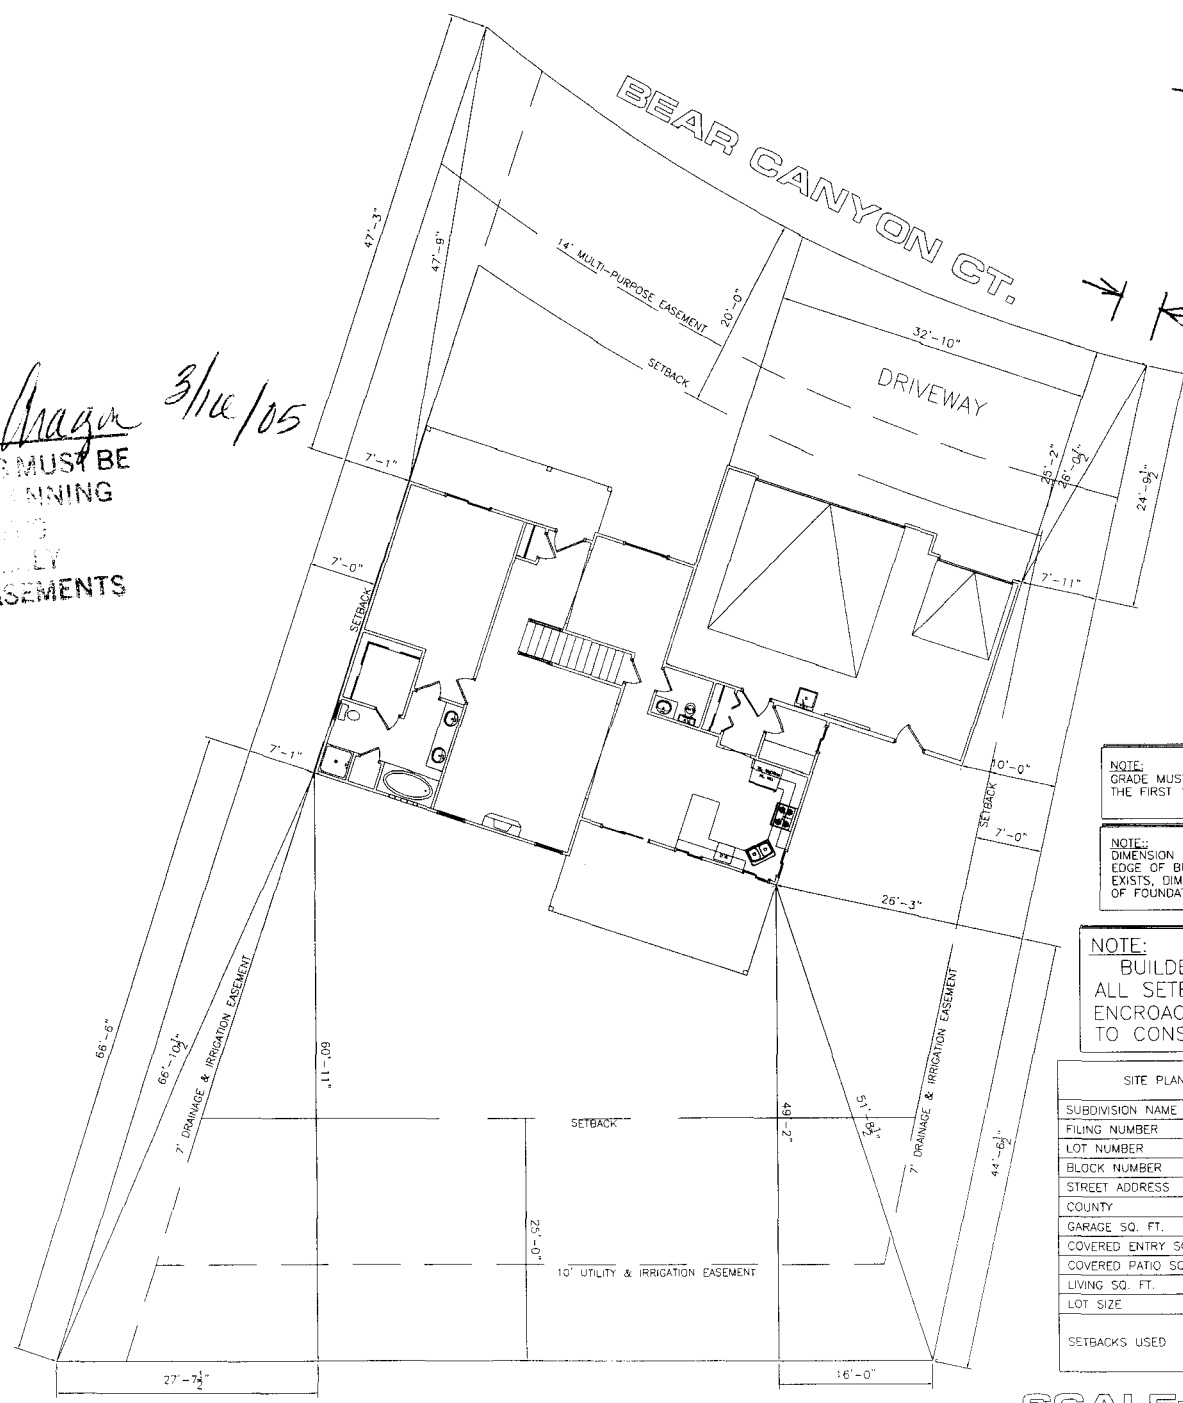 BEAR CANYON CT.
47'-3"
47'-9"
14' MULTI-PURPOSE EASEMENT
20'-0"
SETBACK
32'-10"
DRIVEWAY
25'-2"
26'-0½"
24'-9½"
3/16/05
MUST BE
7'-1"
7'-0"
SETBACK
7'-11"
EASEMENTS
7'-1"
10'-0"
SETBACK
7'-0"
NOTE:
GRADE MUS
THE FIRST
NOTE::
DIMENSION
EDGE OF B
EXISTS, DIM
OF FOUNDA
26'-3"
NOTE:
BUILDE
ALL SETB
ENCROAC
TO CONS
66'-6"
66'-10½"
7' DRAINAGE & IRRIGATION EASEMENT
60'-11"
49'-2"
51'-8½"
7' DRAINAGE & IRRIGATION EASEMENT
44'-6½"
SETBACK
25'-0"
10' UTILITY & IRRIGATION EASEMENT
27'-7½"
16'-0"
SITE PLAN
SUBDIVISION NAME
FILING NUMBER
LOT NUMBER
BLOCK NUMBER
STREET ADDRESS
COUNTY
GARAGE SQ. FT.
COVERED ENTRY SQ
COVERED PATIO SQ
LIVING SQ. FT.
LOT SIZE
SETBACKS USED
SCALE